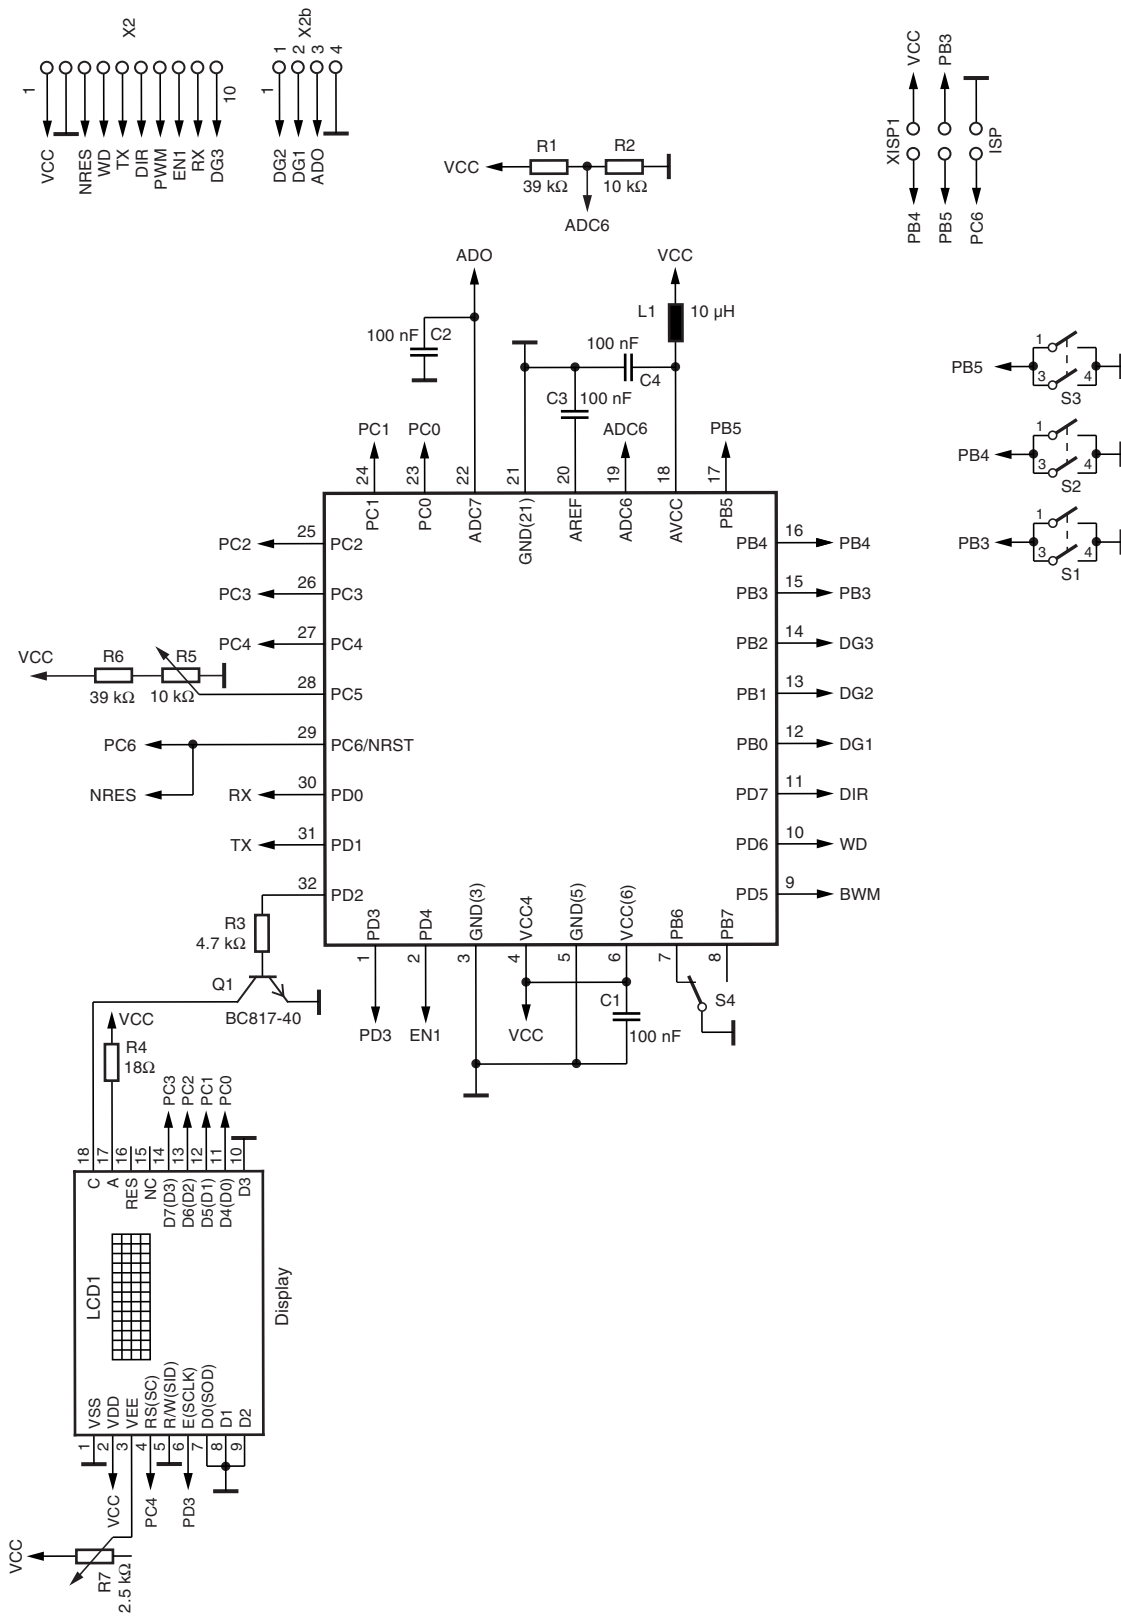 X2
1
10
VCC
NRES
WD
TX
DIR
PWM
EN1
RX
DG3
X2b
1 2 3 4
1
DG2
DG1
ADO
VCC
R1
39 kΩ
R2
10 kΩ
ADC6
VCC
PB3
XISP1
ISP
PB4
PB5
PC6
ADO
100 nF
C2
VCC
L1
10 µH
100 nF
C4
C3
100 nF
PC1
PC0
ADC6
PB5
24
23
22
21
20
19
18
17
PC1
PC0
ADC7
GND(21)
AREF
ADC6
AVCC
PB5
PB5
1
3
4
S3
PB4
1
3
4
S2
PB3
1
3
4
S1
PC2
25
PC2
PC3
26
PC3
PC4
27
PC4
VCC
R6
39 kΩ
R5
10 kΩ
28
PC5
PC6
29
PC6/NRST
NRES
RX
30
PD0
TX
31
PD1
32
PD2
PB4
16
PB4
PB3
15
PB3
PB2
14
DG3
PB1
13
DG2
PB0
12
DG1
PD7
11
DIR
PD6
10
WD
PD5
9
BWM
R3
4.7 kΩ
Q1
BC817-40
PD3
PD4
GND(3)
VCC4
GND(5)
VCC(6)
PB6
PB7
1
2
3
4
5
6
7
8
PD3
EN1
VCC
C1
100 nF
S4
VCC
R4
18Ω
PC3
PC2
PC1
PC0
18
17
16
15
14
13
12
11
10
C
A
RES
NC
D7(D3)
D6(D2)
D5(D1)
D4(D0)
D3
LCD1
Display
VSS
VDD
VEE
RS(SC)
R/W(SID)
E(SCLK)
D0(SOD)
D1
D2
1
2
3
4
5
6
7
8
9
VCC
PC4
PD3
VCC
R7
2.5 kΩ